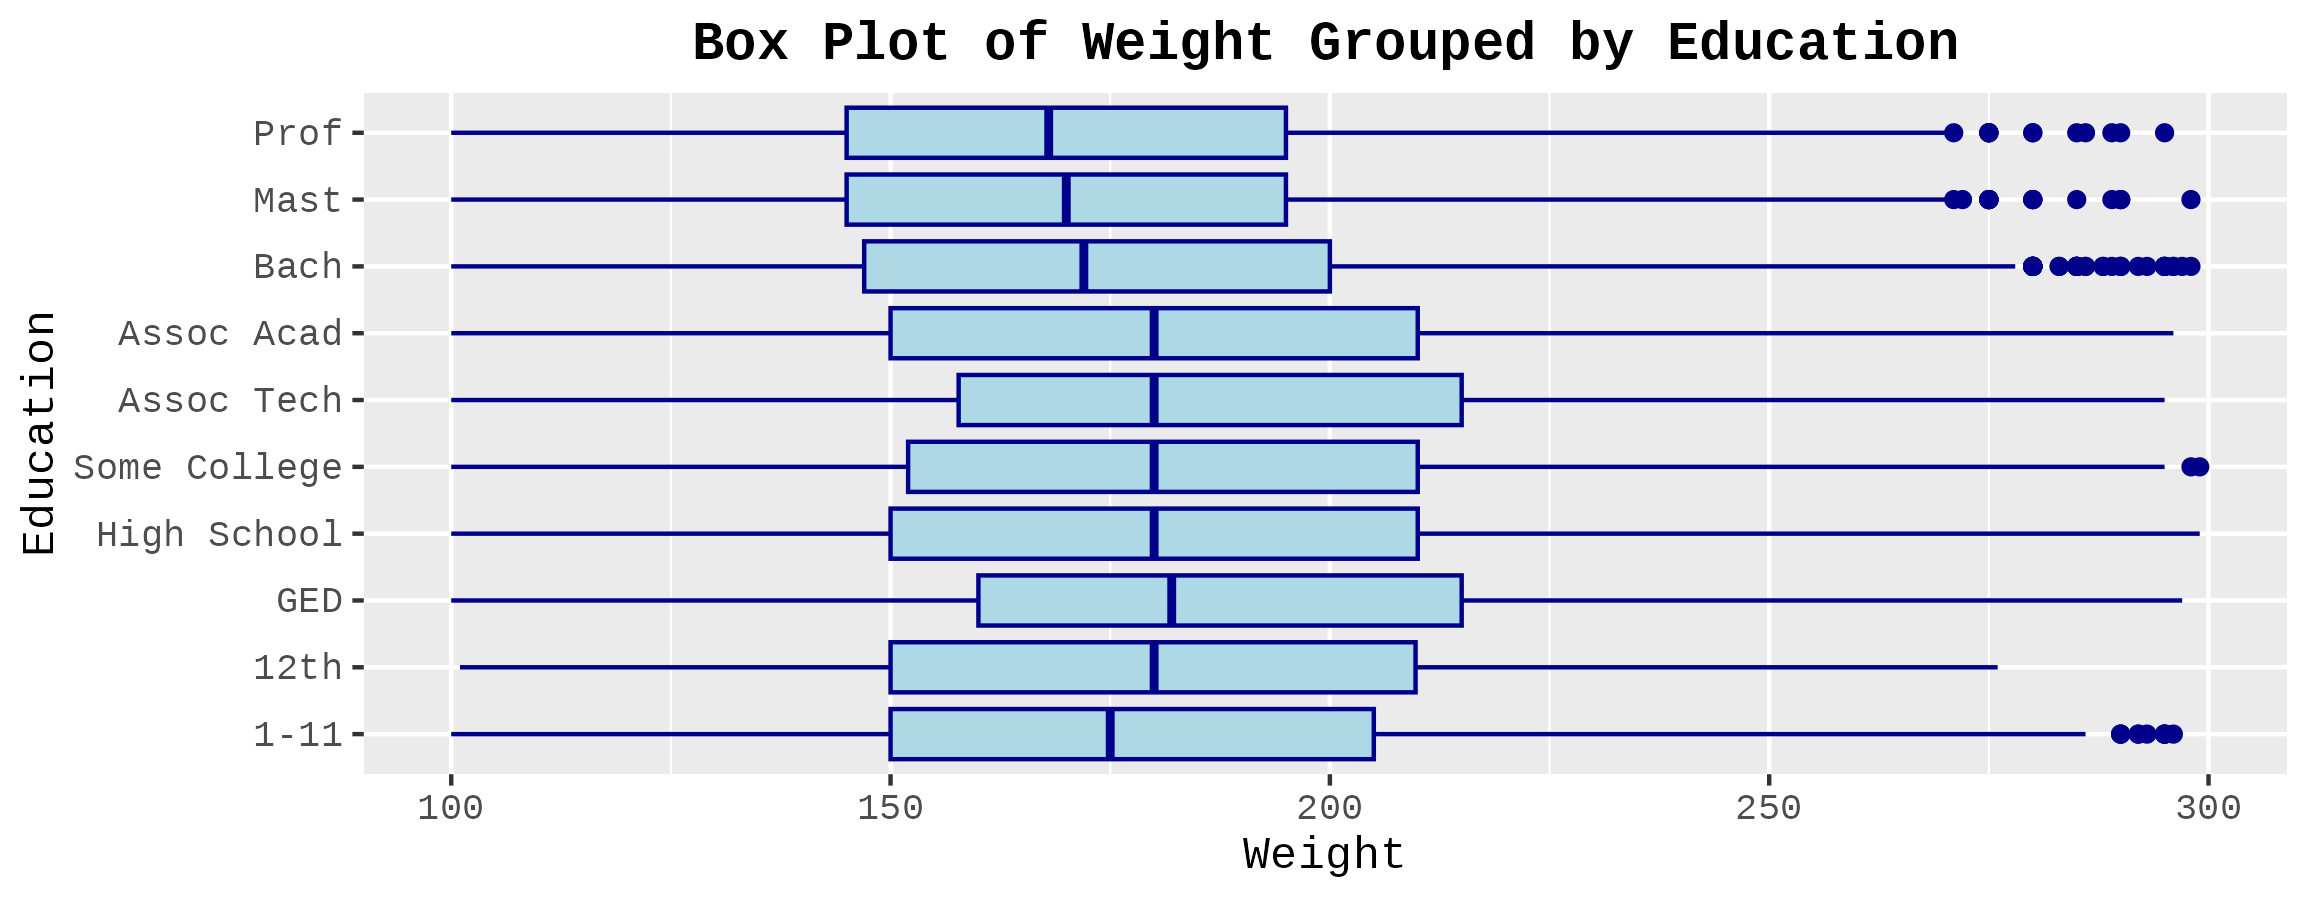 Box Plot of Weight Grouped by Education
Education
Prof
Mast
Bach
Assoc Acad
Assoc Tech
Some College
High School
GED
12th
1-11
100 150 200 250 300
Weight